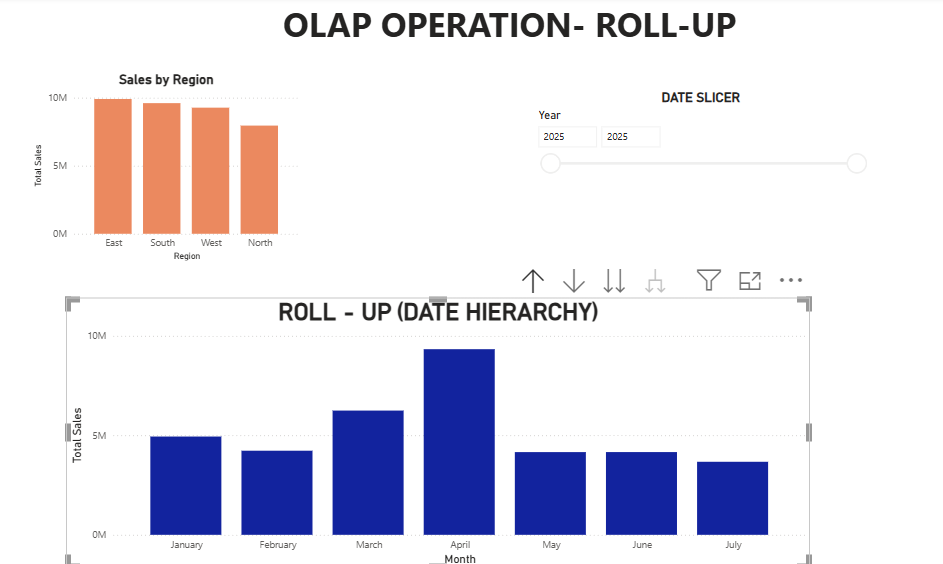 OLAP OPERATION- ROLL-UP
Sales by Region
10M
5M
0M
Total Sales
East South West North
Region
DATE SLICER
Year
2025 2025
ROLL - UP (DATE HIERARCHY)
10M
5M
0M
Total Sales
January February March April May June July
Month